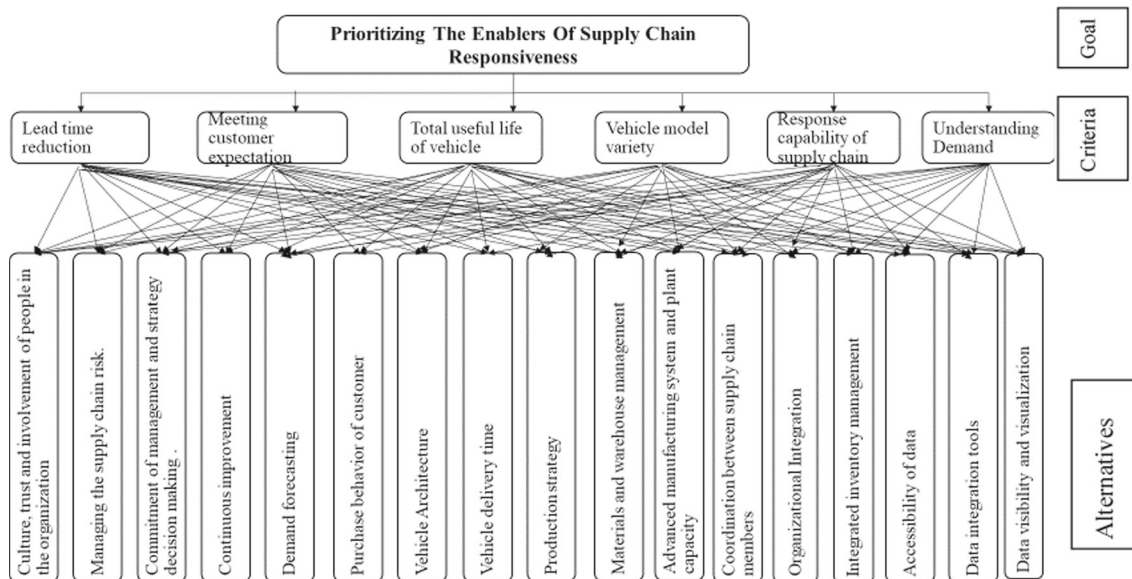 Prioritizing The Enablers Of Supply Chain
Responsiveness
Goal
Lead time
reduction
Meeting
customer
expectation
Total useful life
of vehicle
Vehicle model
variety
Response
capability of
supply chain
Understanding
Demand
Criteria
Culture, trust and involvement of people in
the organization
Managing the supply chain risk.
Commitment of management and strategy
decision making .
Continuous improvement
Demand forecasting
Purchase behavior of customer
Vehicle Architecture
Vehicle delivery time
Production strategy
Materials and warehouse management
Advanced manufacturing system and plant
capacity
Coordination between supply chain
members
Organizational Integration
Integrated inventory management
Accessibility of data
Data integration tools
Data visibility and visualization
Alternatives